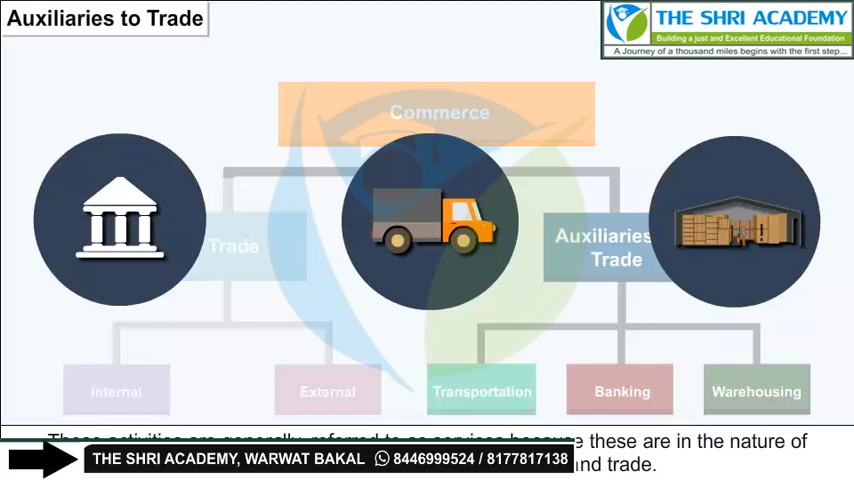 Auxiliaries to Trade
THE SHRI ACADEMY
Building a just and Excellent Educational Foundation
A Journey of a thousand miles begins with the first step...
Commerce
Trade
Auxiliaries
Trade
Internal
External
Transportation
Banking
Warehousing
These activities are generally, referred to as services because these are in the nature of
and trade.
THE SHRI ACADEMY, WARWAT BAKAL 8446999524 / 8177817138